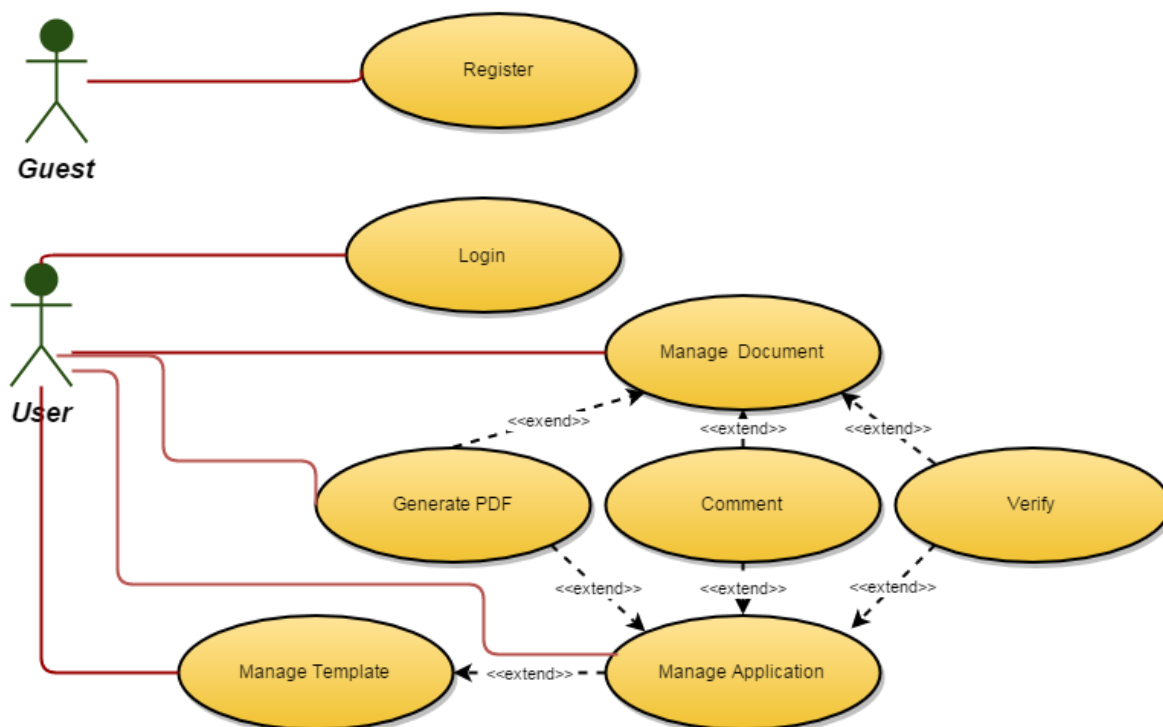 Register
Guest
Login
Manage Document
User
<<exend>>
<<extend>>
<<extend>>
Generate PDF
Comment
Verify
<<extend>>
<<extend>>
<<extend>>
Manage Template
<<extend>>
Manage Application